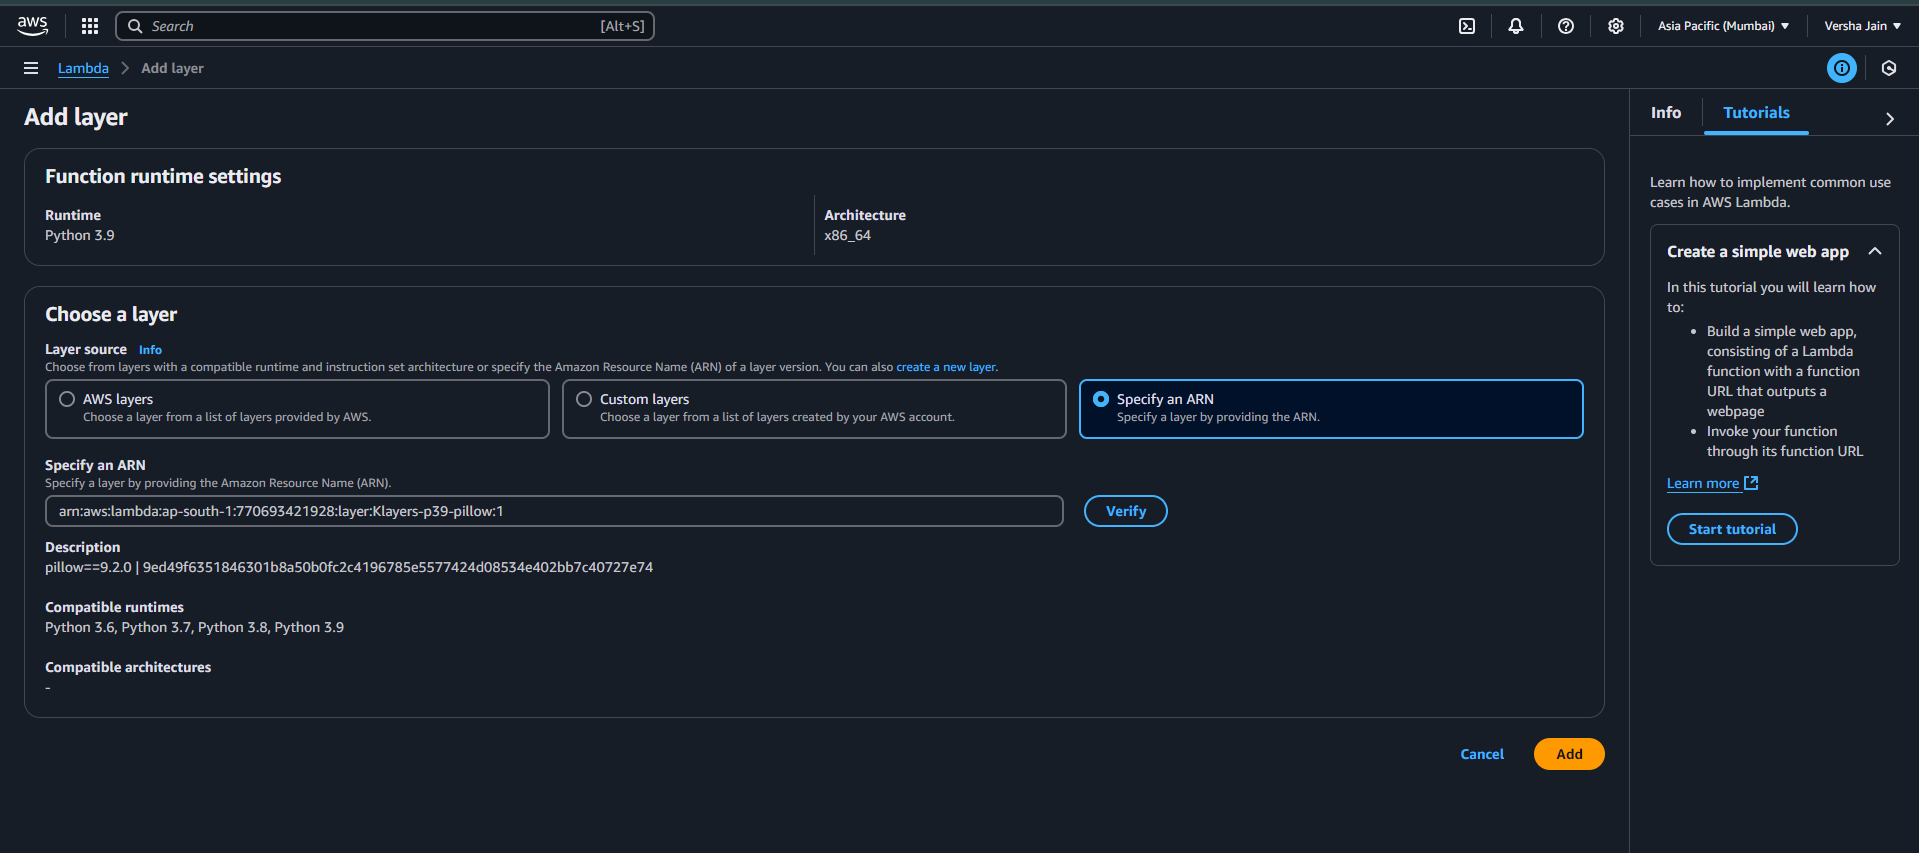 aws
Search [Alt+S]
Asia Pacific (Mumbai)
Versha Jain
Lambda
Add layer
Add layer
Function runtime settings
Runtime
Python 3.9
Architecture
x86_64
Choose a layer
Layer source Info
Choose from layers with a compatible runtime and instruction set architecture or specify the Amazon Resource Name (ARN) of a layer version. You can also create a new layer.
AWS layers
Choose a layer from a list of layers provided by AWS.
Custom layers
Choose a layer from a list of layers created by your AWS account.
Specify an ARN
Specify a layer by providing the ARN.
Specify an ARN
Specify a layer by providing the Amazon Resource Name (ARN).
arn:aws:lambda:ap-south-1:770693421928:layer:Klayers-p39-pillow:1
Verify
Description
pillow==9.2.0 | 9ed49f6351846301b8a50b0fc2c4196785e5577424d08534e402bb7c40727e74
Compatible runtimes
Python 3.6, Python 3.7, Python 3.8, Python 3.9
Compatible architectures
-
Cancel
Add
Info
Tutorials
Learn how to implement common use
cases in AWS Lambda.
Create a simple web app
In this tutorial you will learn how
to:
• Build a simple web app,
consisting of a Lambda
function with a function
URL that outputs a
webpage
• Invoke your function
through its function URL
Learn more
Start tutorial